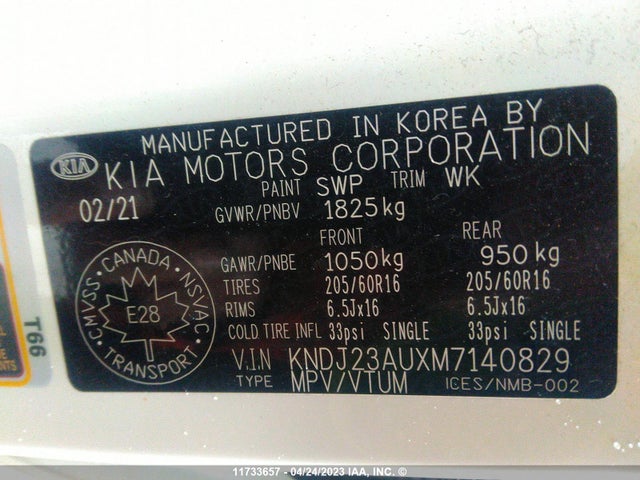 MANUFACTURED IN KOREA BY
KIA KIA MOTORS CORPORATION
PAINT SWP TRIM WK
02/21 GVWR/PNBV 1825kg
FRONT REAR
GAWR/PNBE 1050kg 950kg
TIRES 205/60R16 205/60R16
RIMS 6.5Jx16 6.5Jx16
COLD TIRE INFL 33psi SINGLE 33psi SINGLE
V.I.N KNDJ23AUXM7140829
TYPE MPV/VTUM ICES/NMB-002
CMVSS · CANADA · NSVAC · TRANSPORT
E28
T66
11733657 - 04/24/2023 IAA, INC. ©